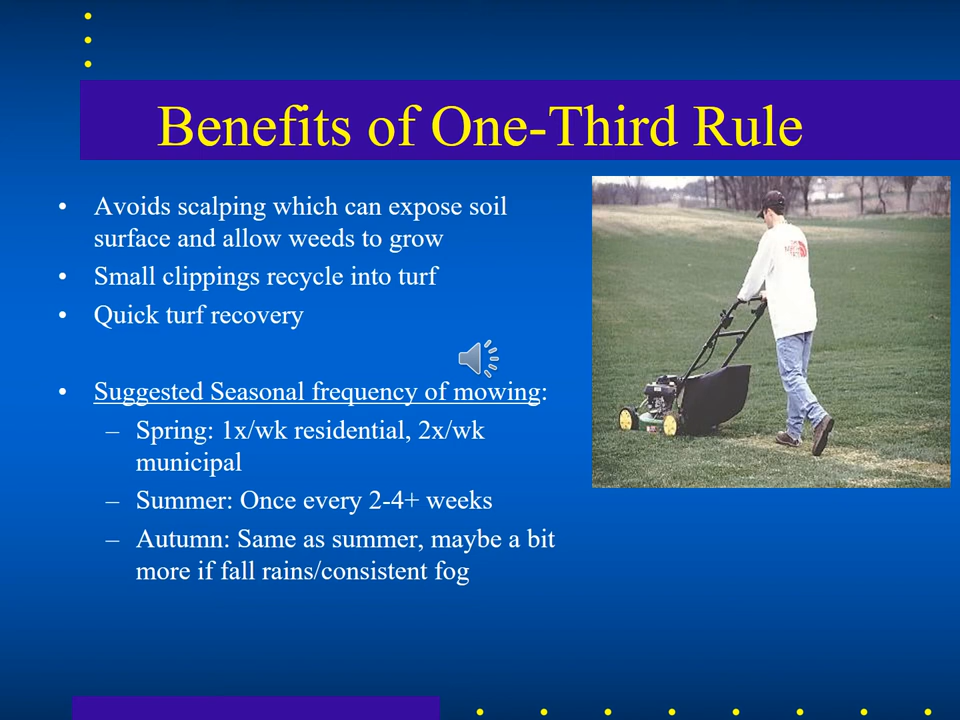 Benefits of One-Third Rule
• Avoids scalping which can expose soil
surface and allow weeds to grow
• Small clippings recycle into turf
• Quick turf recovery
• Suggested Seasonal frequency of mowing:
– Spring: 1x/wk residential, 2x/wk
municipal
– Summer: Once every 2-4+ weeks
– Autumn: Same as summer, maybe a bit
more if fall rains/consistent fog